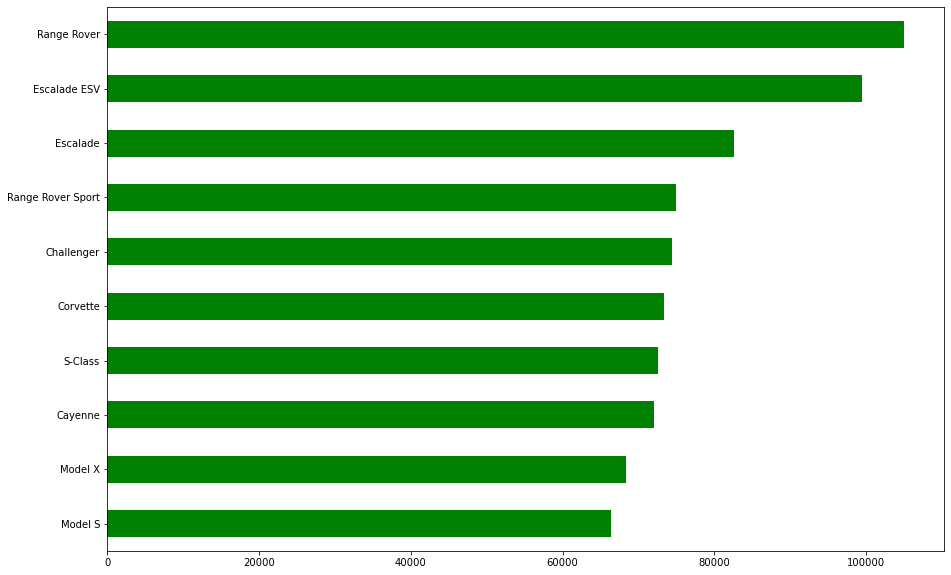 Range Rover
Escalade ESV
Escalade
Range Rover Sport
Challenger
Corvette
S-Class
Cayenne
Model X
Model S
0 20000 40000 60000 80000 100000